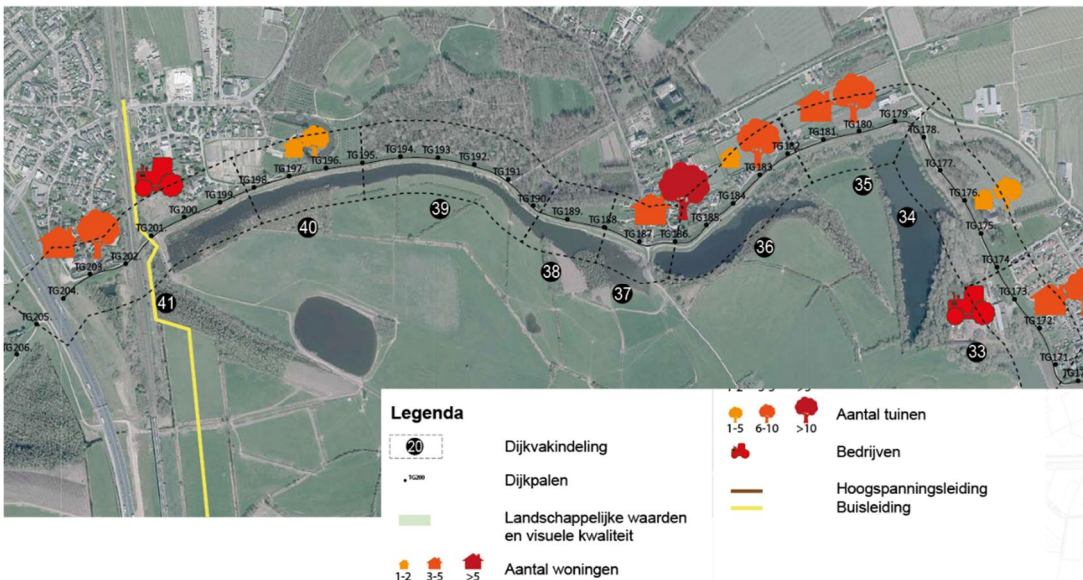 TG194.
TG193.
TG195.
TG192.
TG196.
TG197.
TG191.
TG198.
TG199.
TG200.
TG201.
TG202.
TG203.
TG204.
TG205.
TG206.
TG190.
TG189.
TG188.
TG187.
TG186.
TG185.
TG184.
TG183.
TG182.
TG181.
TG180.
TG179.
TG178.
TG177.
TG176.
TG175.
TG174.
TG173.
TG172.
TG171.
41
40
39
38
37
36
35
34
33
Legenda
20 Dijkvakindeling
TG200 Dijkpalen
Landschappelijke waarden
en visuele kwaliteit
1-2 3-5 >5 Aantal woningen
1-5 6-10 >10 Aantal tuinen
Bedrijven
Hoogspanningsleiding
Buisleiding